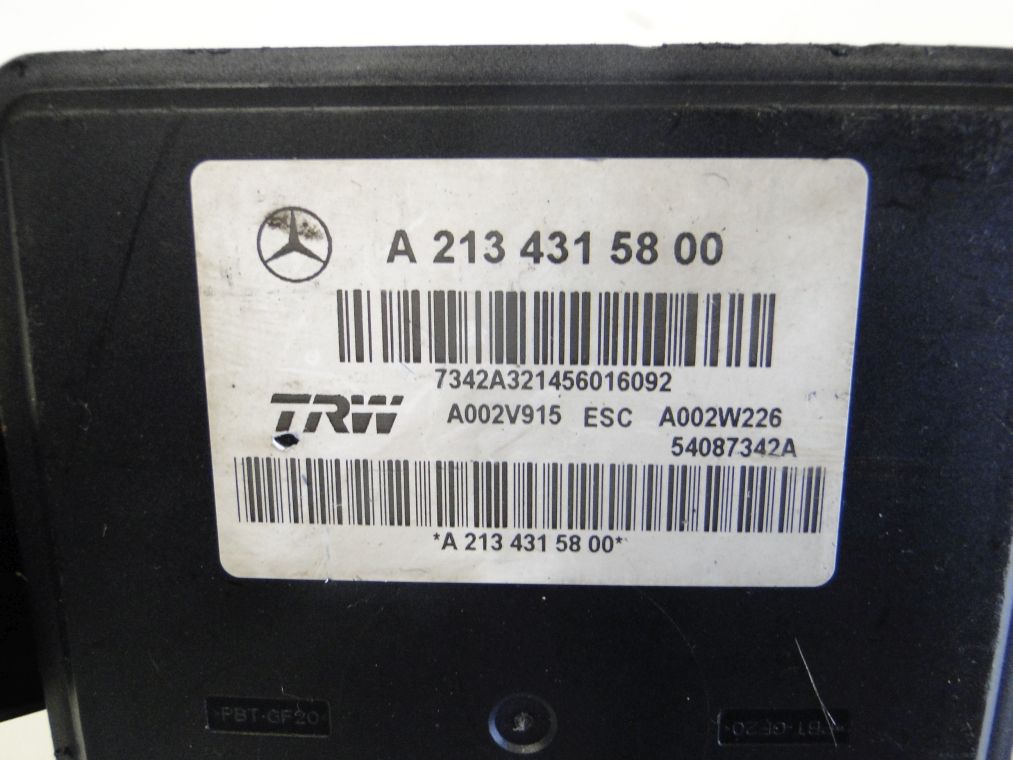 A 213 431 58 00
7342A321456016092
TRW A002V915 ESC A002W226
54087342A
*A 213 431 58 00*
>PBT-GF20< >PBT-GF20<